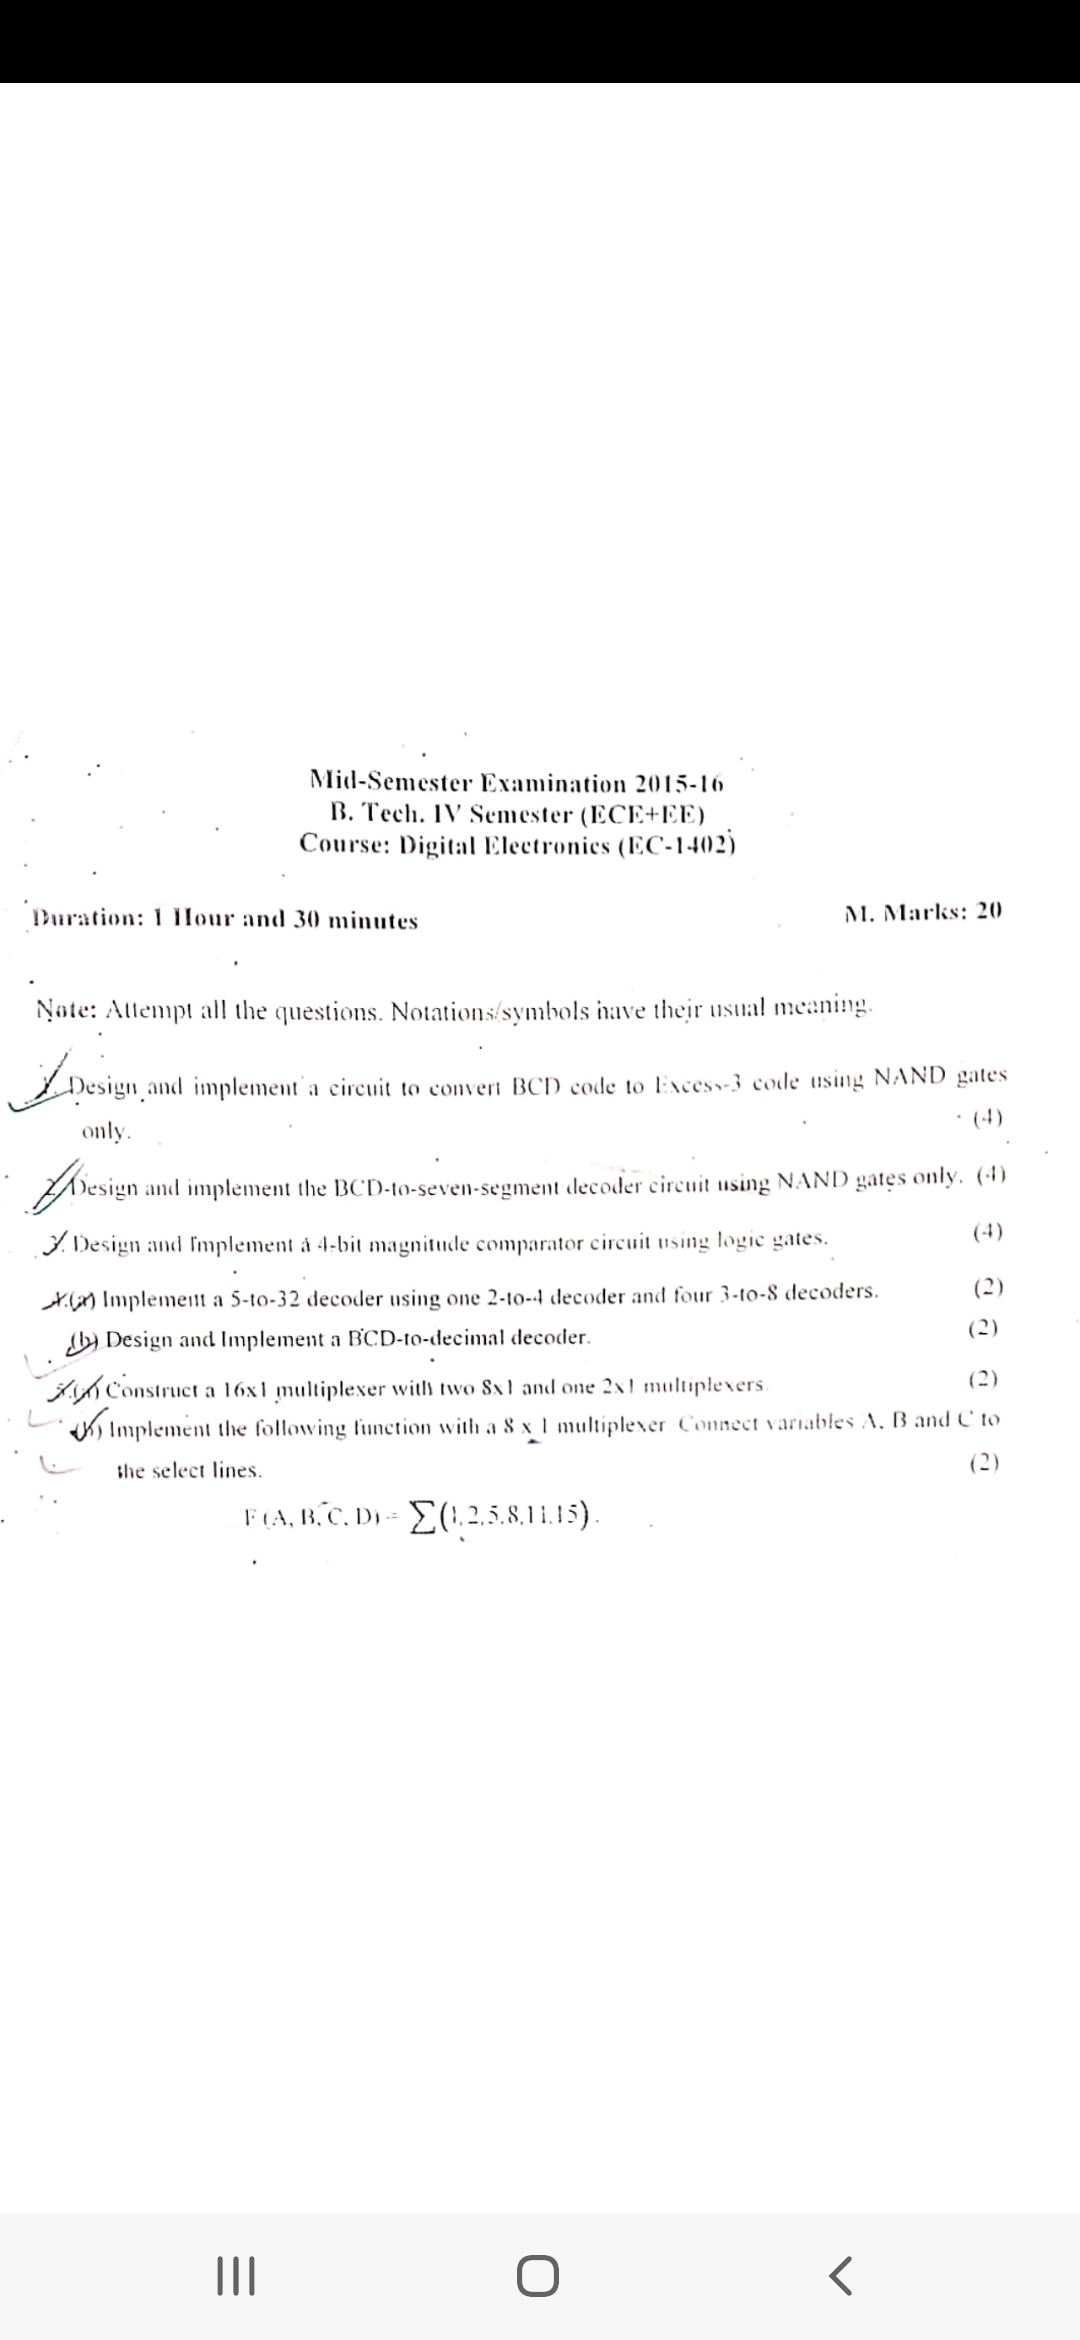 Mid-Semester Examination 2015-16
B. Tech. IV Semester (ECE+EE)
Course: Digital Electronics (EC-1402)
Duration: 1 Hour and 30 minutes M. Marks: 20
Note: Attempt all the questions. Notations/symbols have their usual meaning.
1. Design and implement a circuit to convert BCD code to Excess-3 code using NAND gates
only. (4)
2. Design and implement the BCD-to-seven-segment decoder circuit using NAND gates only. (4)
3. Design and Implement a 4-bit magnitude comparator circuit using logic gates. (4)
4.(a) Implement a 5-to-32 decoder using one 2-to-4 decoder and four 3-to-8 decoders. (2)
(b) Design and Implement a BCD-to-decimal decoder. (2)
5.(a) Construct a 16x1 multiplexer with two 8x1 and one 2x1 multiplexers. (2)
(b) Implement the following function with a 8 x 1 multiplexer Connect variables A, B and C to
the select lines. (2)
F (A, B, C, D) = ∑(1,2,5,8,11,15).